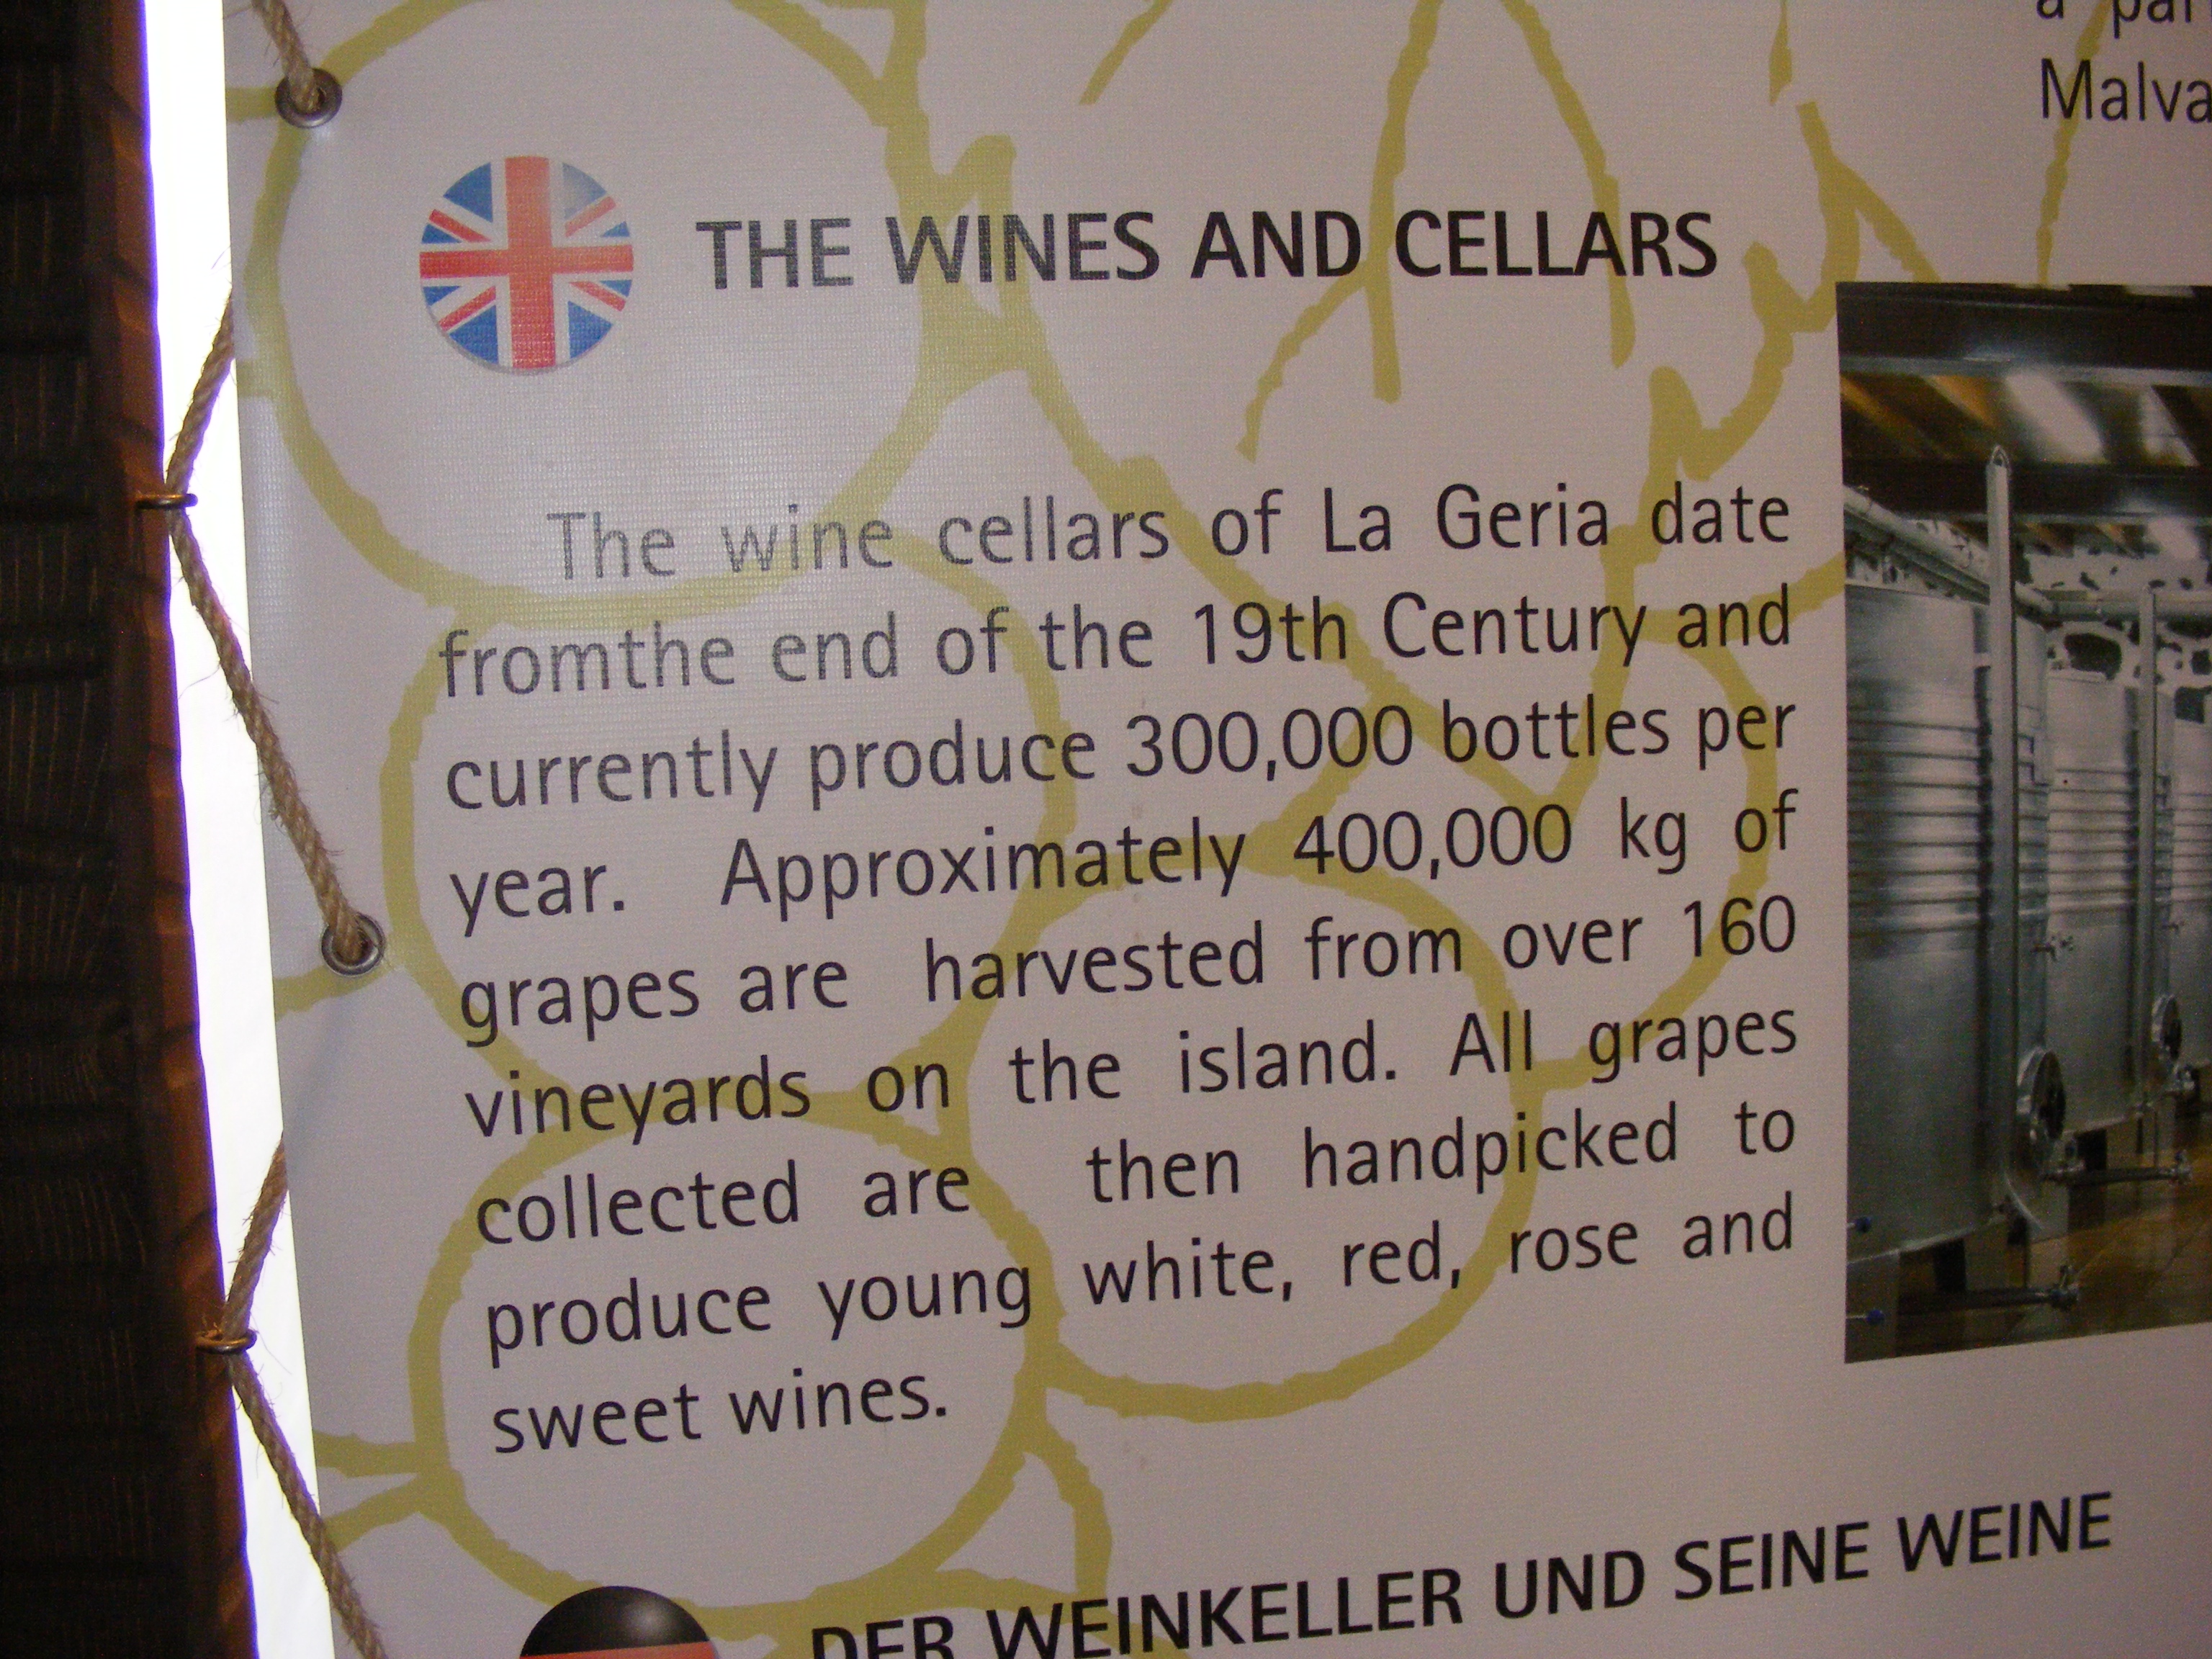 a
Malva
THE WINES AND CELLARS
The wine cellars of La Geria date
fromthe end of the 19th Century and
currently produce 300,000 bottles per
year. Approximately 400,000 kg of
grapes are harvested from over 160
vineyards on the island. All grapes
collected are then handpicked to
produce young white, red, rose and
sweet wines.
DER WEINKELLER UND SEINE WEINE